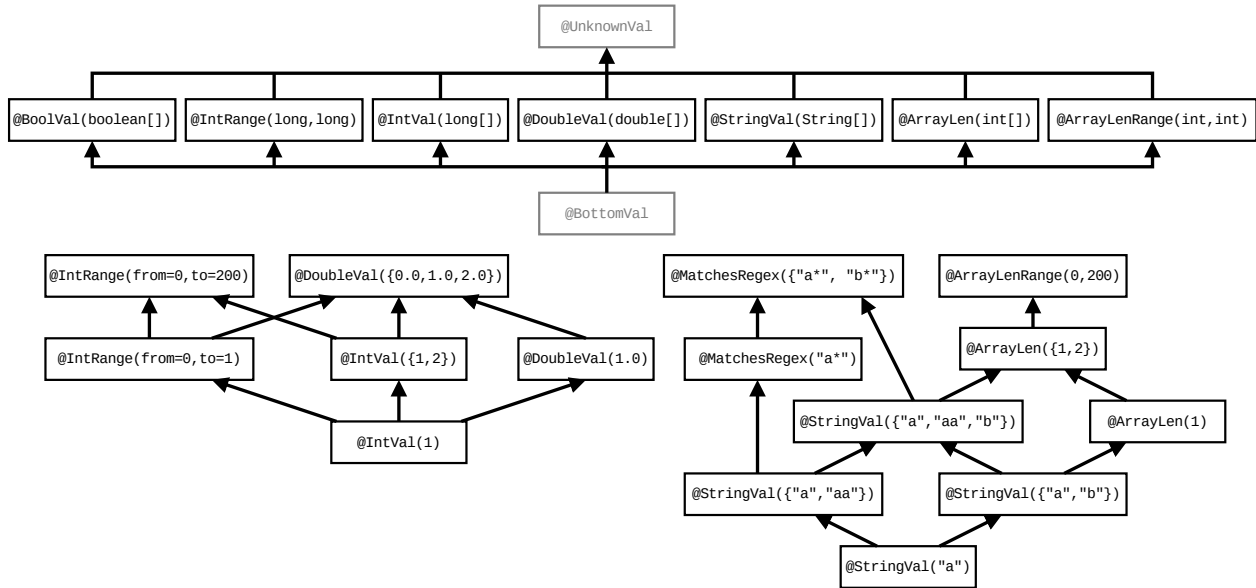 @UnknownVal
@BoolVal(boolean[])
@IntRange(long,long)
@IntVal(long[])
@DoubleVal(double[])
@StringVal(String[])
@ArrayLen(int[])
@ArrayLenRange(int,int)
@BottomVal
@IntRange(from=0,to=200)
@DoubleVal({0.0,1.0,2.0})
@MatchesRegex({"a*", "b*"})
@ArrayLenRange(0,200)
@IntRange(from=0,to=1)
@IntVal({1,2})
@DoubleVal(1.0)
@MatchesRegex("a*")
@ArrayLen({1,2})
@IntVal(1)
@StringVal({"a","aa","b"})
@ArrayLen(1)
@StringVal({"a","aa"})
@StringVal({"a","b"})
@StringVal("a")